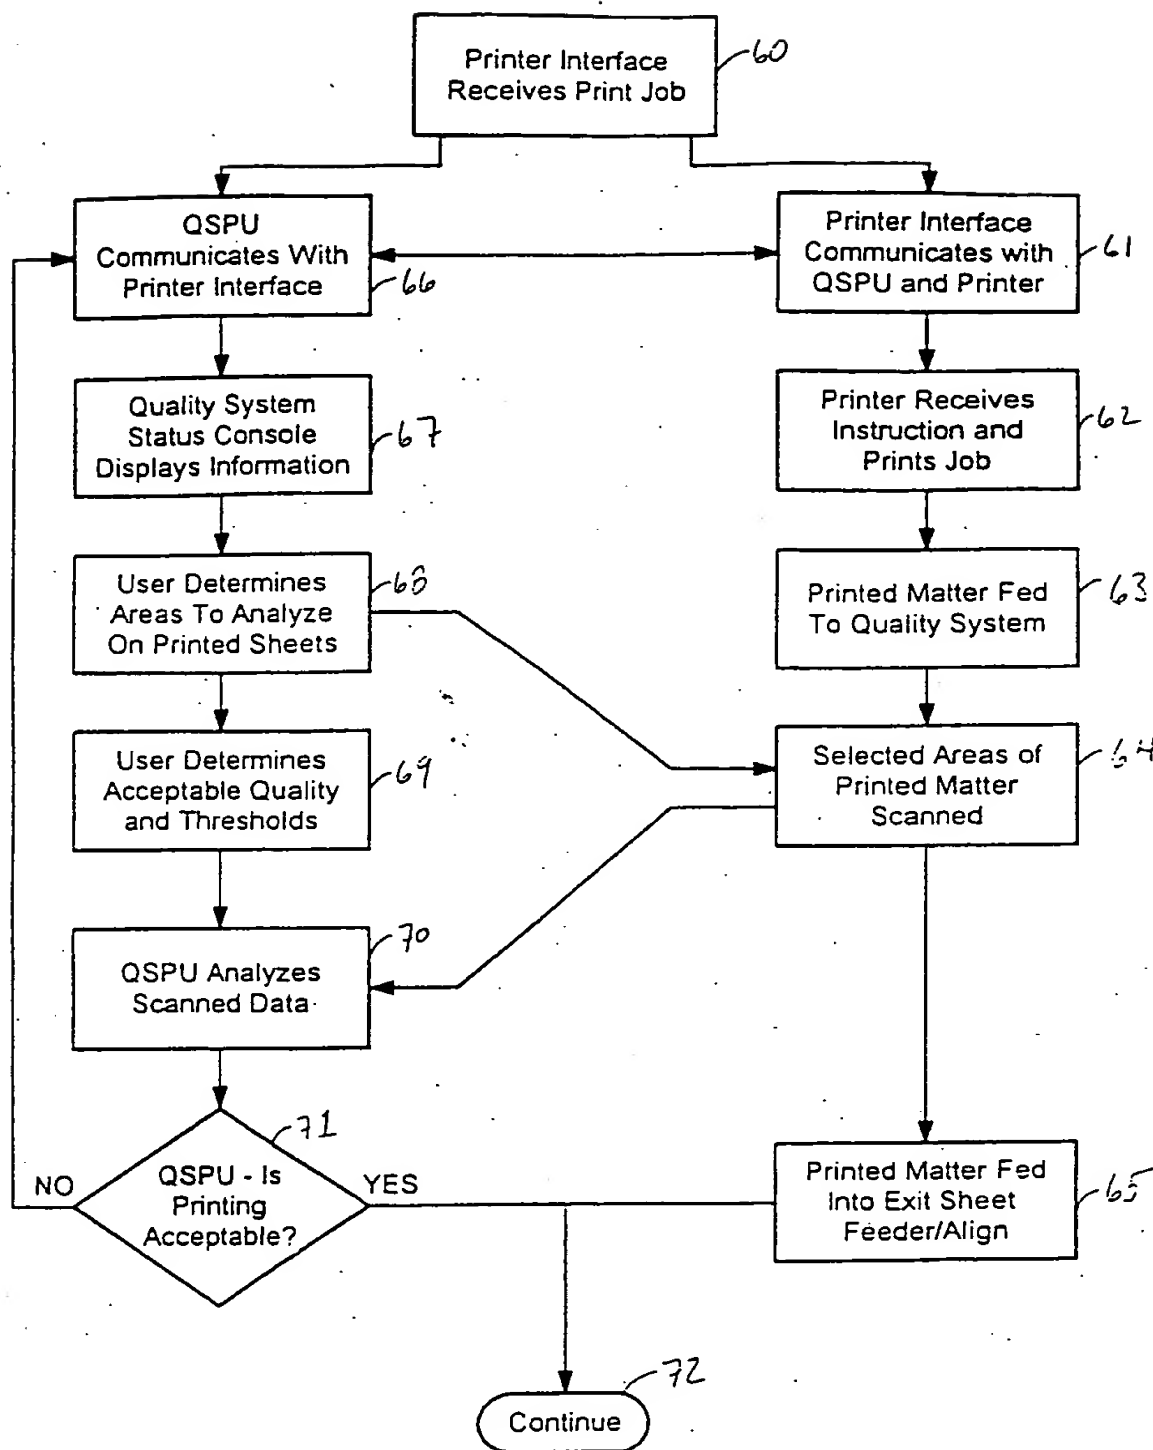 Printer Interface
Receives Print Job
60
QSPU
Communicates With
Printer Interface
66
Printer Interface
Communicates with
QSPU and Printer
61
Quality System
Status Console
Displays Information
67
Printer Receives
Instruction and
Prints Job
62
User Determines
Areas To Analyze
On Printed Sheets
68
Printed Matter Fed
To Quality System
63
User Determines
Acceptable Quality
and Thresholds
69
Selected Areas of
Printed Matter
Scanned
64
QSPU Analyzes
Scanned Data
70
QSPU - Is
Printing
Acceptable?
71
NO
YES
Printed Matter Fed
Into Exit Sheet
Feeder/Align
65
Continue
72